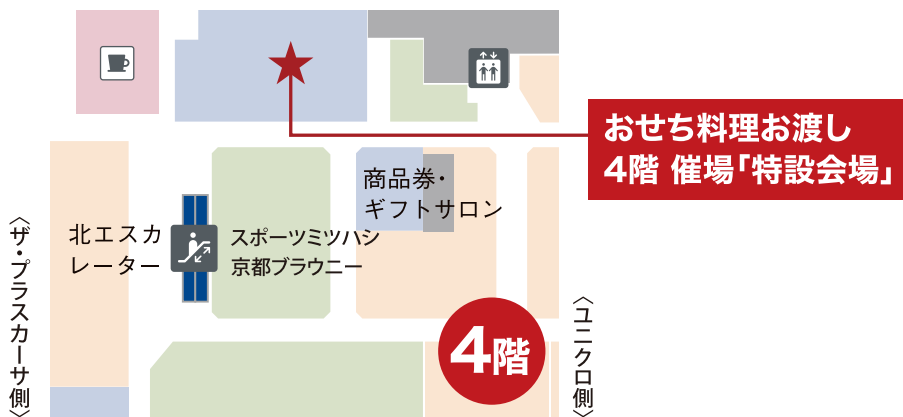 おせち料理お渡し
4階 催場「特設会場」
商品券・
ギフトサロン
北エスカ
レーター
スポーツミツハシ
京都ブラウニー
〈ザ・プラスカーサ側〉
〈ユニクロ側〉
4階